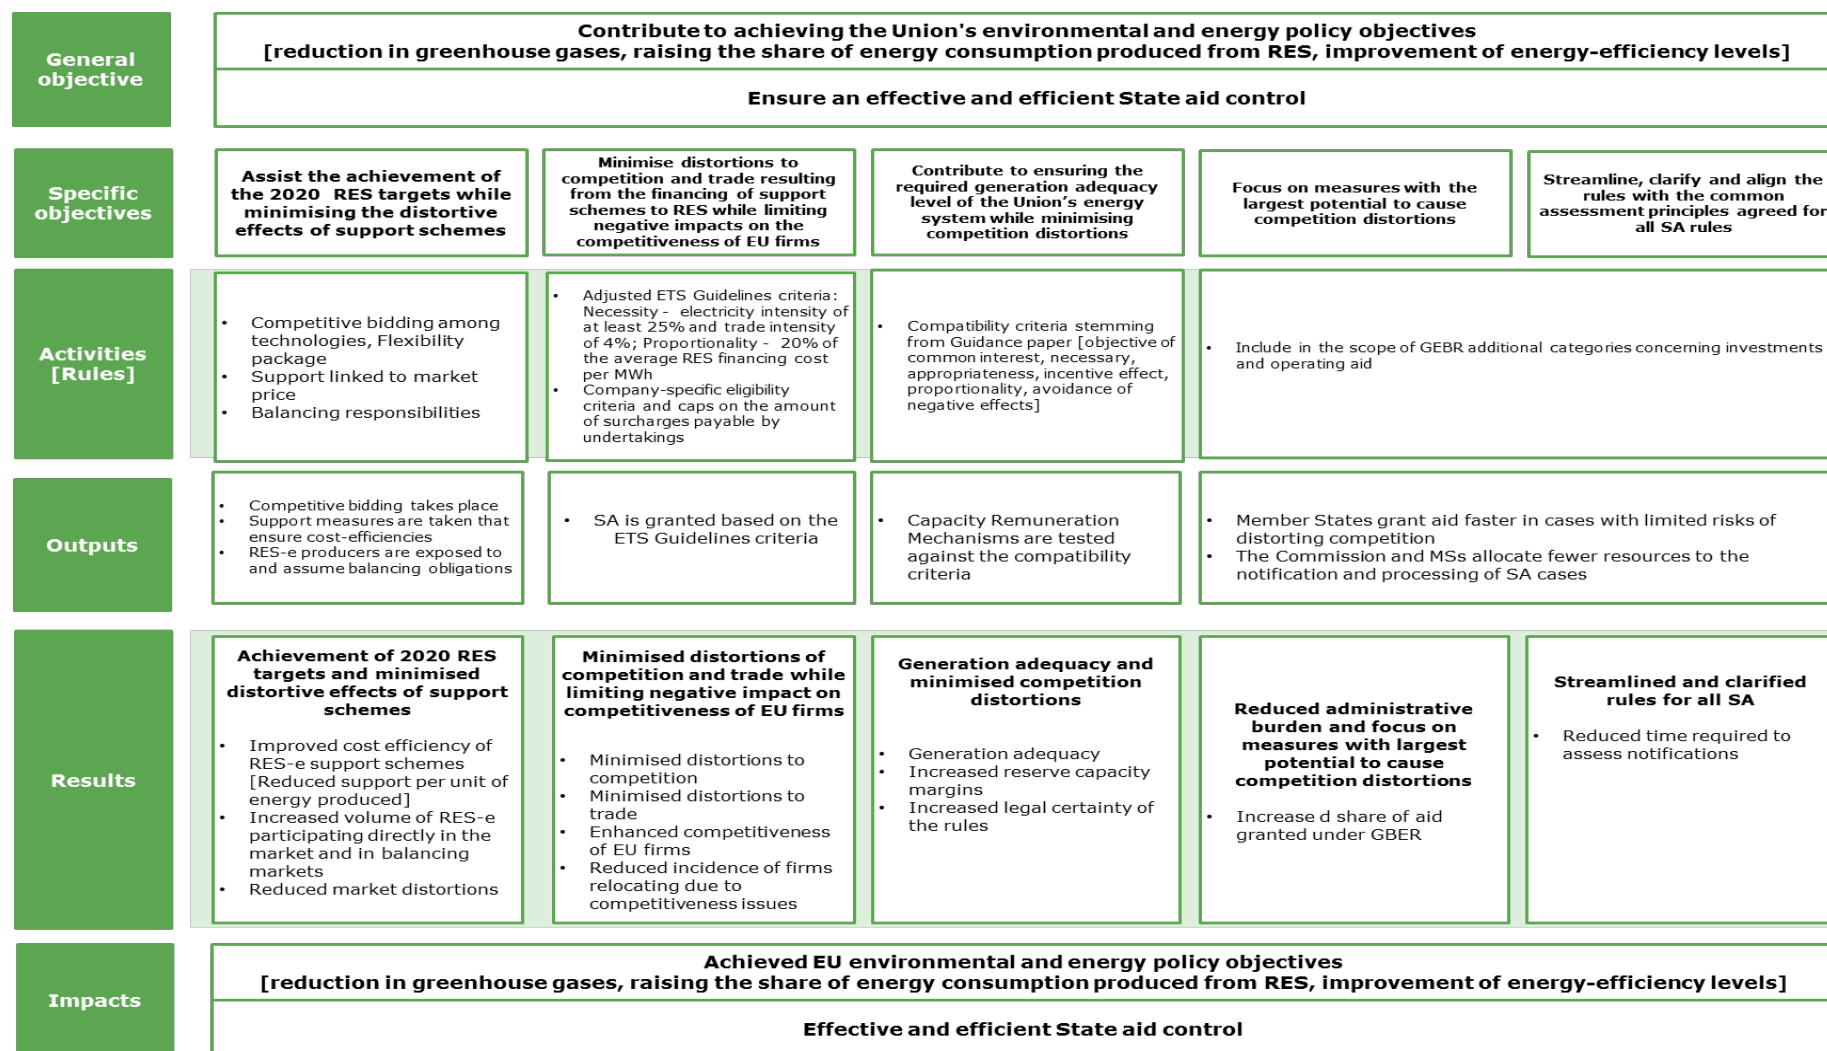 General
objective
Contribute to achieving the Union's environmental and energy policy objectives
[reduction in greenhouse gases, raising the share of energy consumption produced from RES, improvement of energy-efficiency levels]
Ensure an effective and efficient State aid control
Specific
objectives
Assist the achievement of
the 2020 RES targets while
minimising the distortive
effects of support schemes
Minimise distortions to
competition and trade resulting
from the financing of support
schemes to RES while limiting
negative impacts on the
competitiveness of EU firms
Contribute to ensuring the
required generation adequacy
level of the Union's energy
system while minimising
competition distortions
Focus on measures with the
largest potential to cause
competition distortions
Streamline, clarify and align the
rules with the common
assessment principles agreed for
all SA rules
Activities
[Rules]
• Competitive bidding among
technologies, Flexibility
package
• Support linked to market
price
• Balancing responsibilities
• Adjusted ETS Guidelines criteria:
Necessity - electricity intensity of
at least 25% and trade intensity
of 4%; Proportionality - 20% of
the average RES financing cost
per MWh
• Company-specific eligibility
criteria and caps on the amount
of surcharges payable by
undertakings
• Compatibility criteria stemming
from Guidance paper [objective of
common interest, necessary,
appropriateness, incentive effect,
proportionality, avoidance of
negative effects]
• Include in the scope of GEBR additional categories concerning investments
and operating aid
Outputs
• Competitive bidding takes place
• Support measures are taken that
ensure cost-efficiencies
• RES-e producers are exposed to
and assume balancing obligations
• SA is granted based on the
ETS Guidelines criteria
• Capacity Remuneration
Mechanisms are tested
against the compatibility
criteria
• Member States grant aid faster in cases with limited risks of
distorting competition
• The Commission and MSs allocate fewer resources to the
notification and processing of SA cases
Results
Achievement of 2020 RES
targets and minimised
distortive effects of support
schemes
• Improved cost efficiency of
RES-e support schemes
[Reduced support per unit of
energy produced]
• Increased volume of RES-e
participating directly in the
market and in balancing
markets
• Reduced market distortions
Minimised distortions of
competition and trade while
limiting negative impact on
competitiveness of EU firms
• Minimised distortions to
competition
• Minimised distortions to
trade
• Enhanced competitiveness
of EU firms
• Reduced incidence of firms
relocating due to
competitiveness issues
Generation adequacy and
minimised competition
distortions
• Generation adequacy
• Increased reserve capacity
margins
• Increased legal certainty of
the rules
Reduced administrative
burden and focus on
measures with largest
potential to cause
competition distortions
• Increase d share of aid
granted under GBER
Streamlined and clarified
rules for all SA
• Reduced time required to
assess notifications
Impacts
Achieved EU environmental and energy policy objectives
[reduction in greenhouse gases, raising the share of energy consumption produced from RES, improvement of energy-efficiency levels]
Effective and efficient State aid control